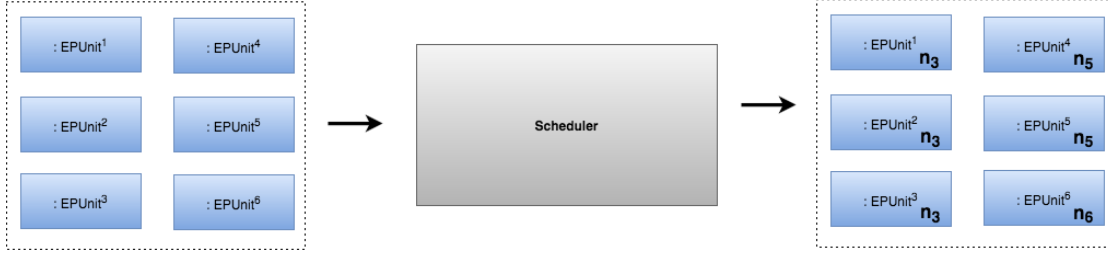 : EPUnit¹ : EPUnit⁴
: EPUnit² : EPUnit⁵
: EPUnit³ : EPUnit⁶
Scheduler
: EPUnit¹ n₃ : EPUnit⁴ n₅
: EPUnit² n₃ : EPUnit⁵ n₅
: EPUnit³ n₃ : EPUnit⁶ n₆